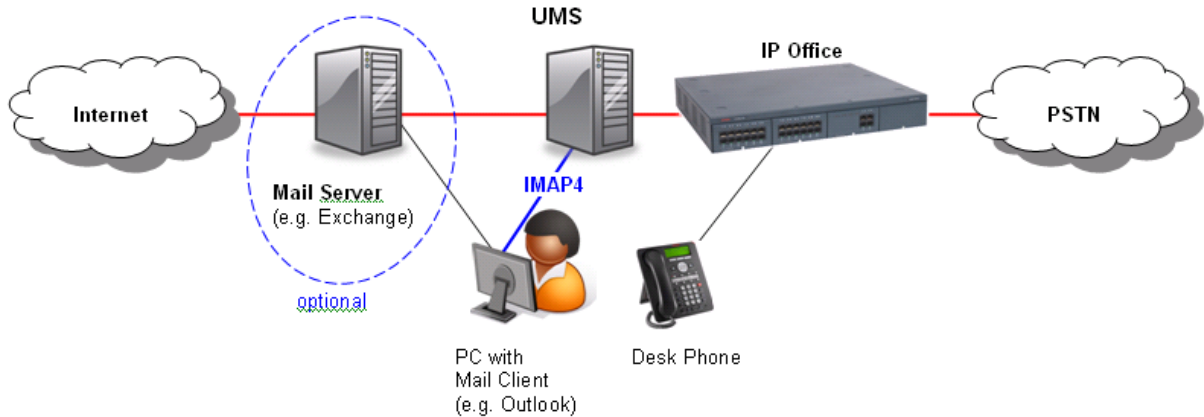 UMS
IP Office
Internet
PSTN
IMAP4
Mail Server
(e.g. Exchange)
optional
PC with
Mail Client
(e.g. Outlook)
Desk Phone